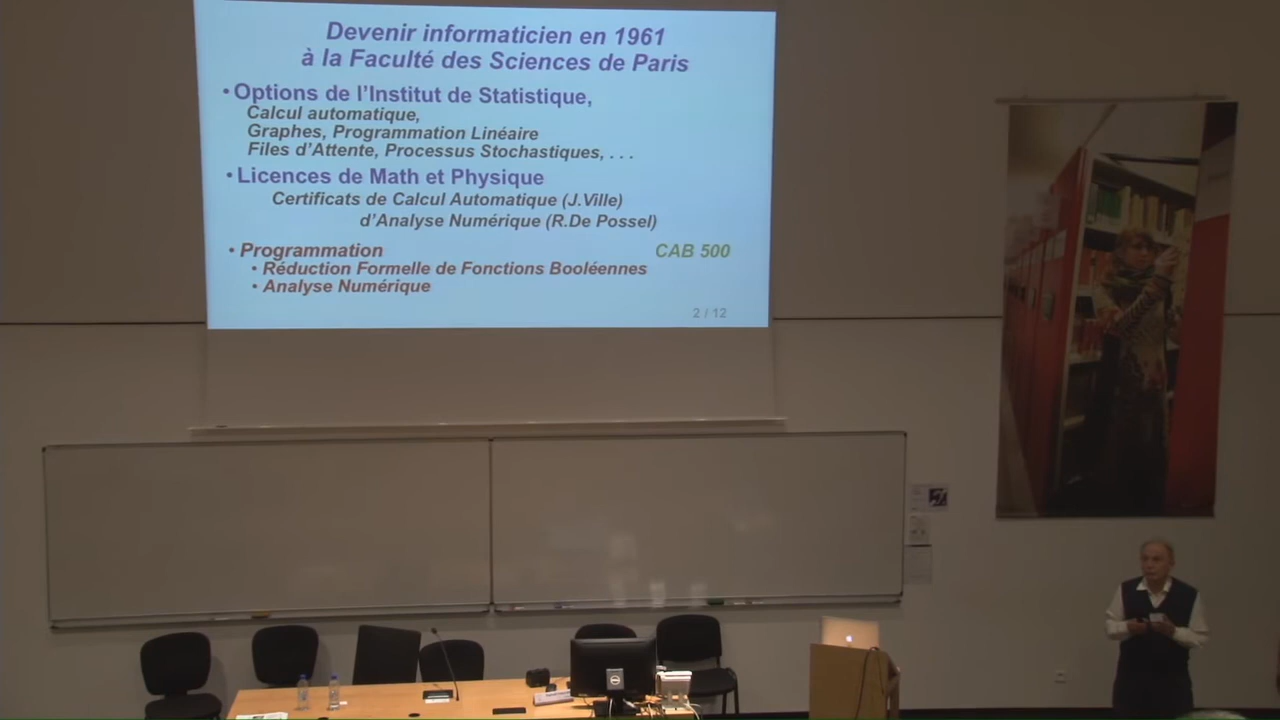 Devenir informaticien en 1961
à la Faculté des Sciences de Paris
• Options de l'Institut de Statistique,
Calcul automatique,
Graphes, Programmation Linéaire
Files d'Attente, Processus Stochastiques, . . .
• Licences de Math et Physique
Certificats de Calcul Automatique (J.Ville)
d'Analyse Numérique (R.De Possel)
• Programmation CAB 500
• Réduction Formelle de Fonctions Booléennes
• Analyse Numérique
2 / 12
DELL